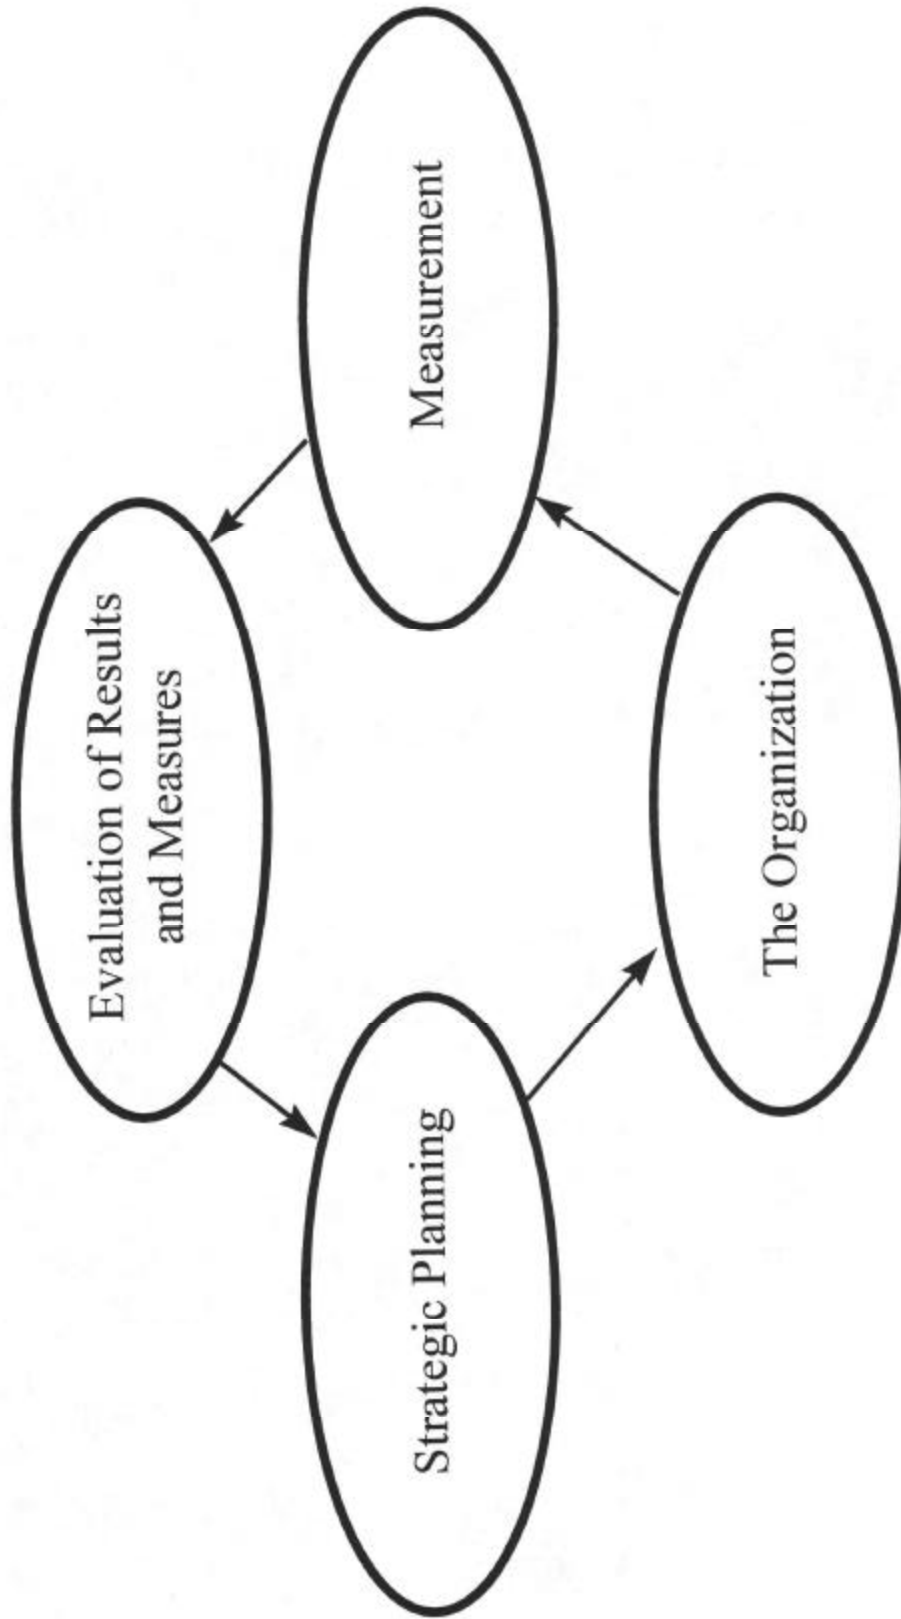 Evaluation of Results
and Measures
Strategic Planning
Measurement
The Organization